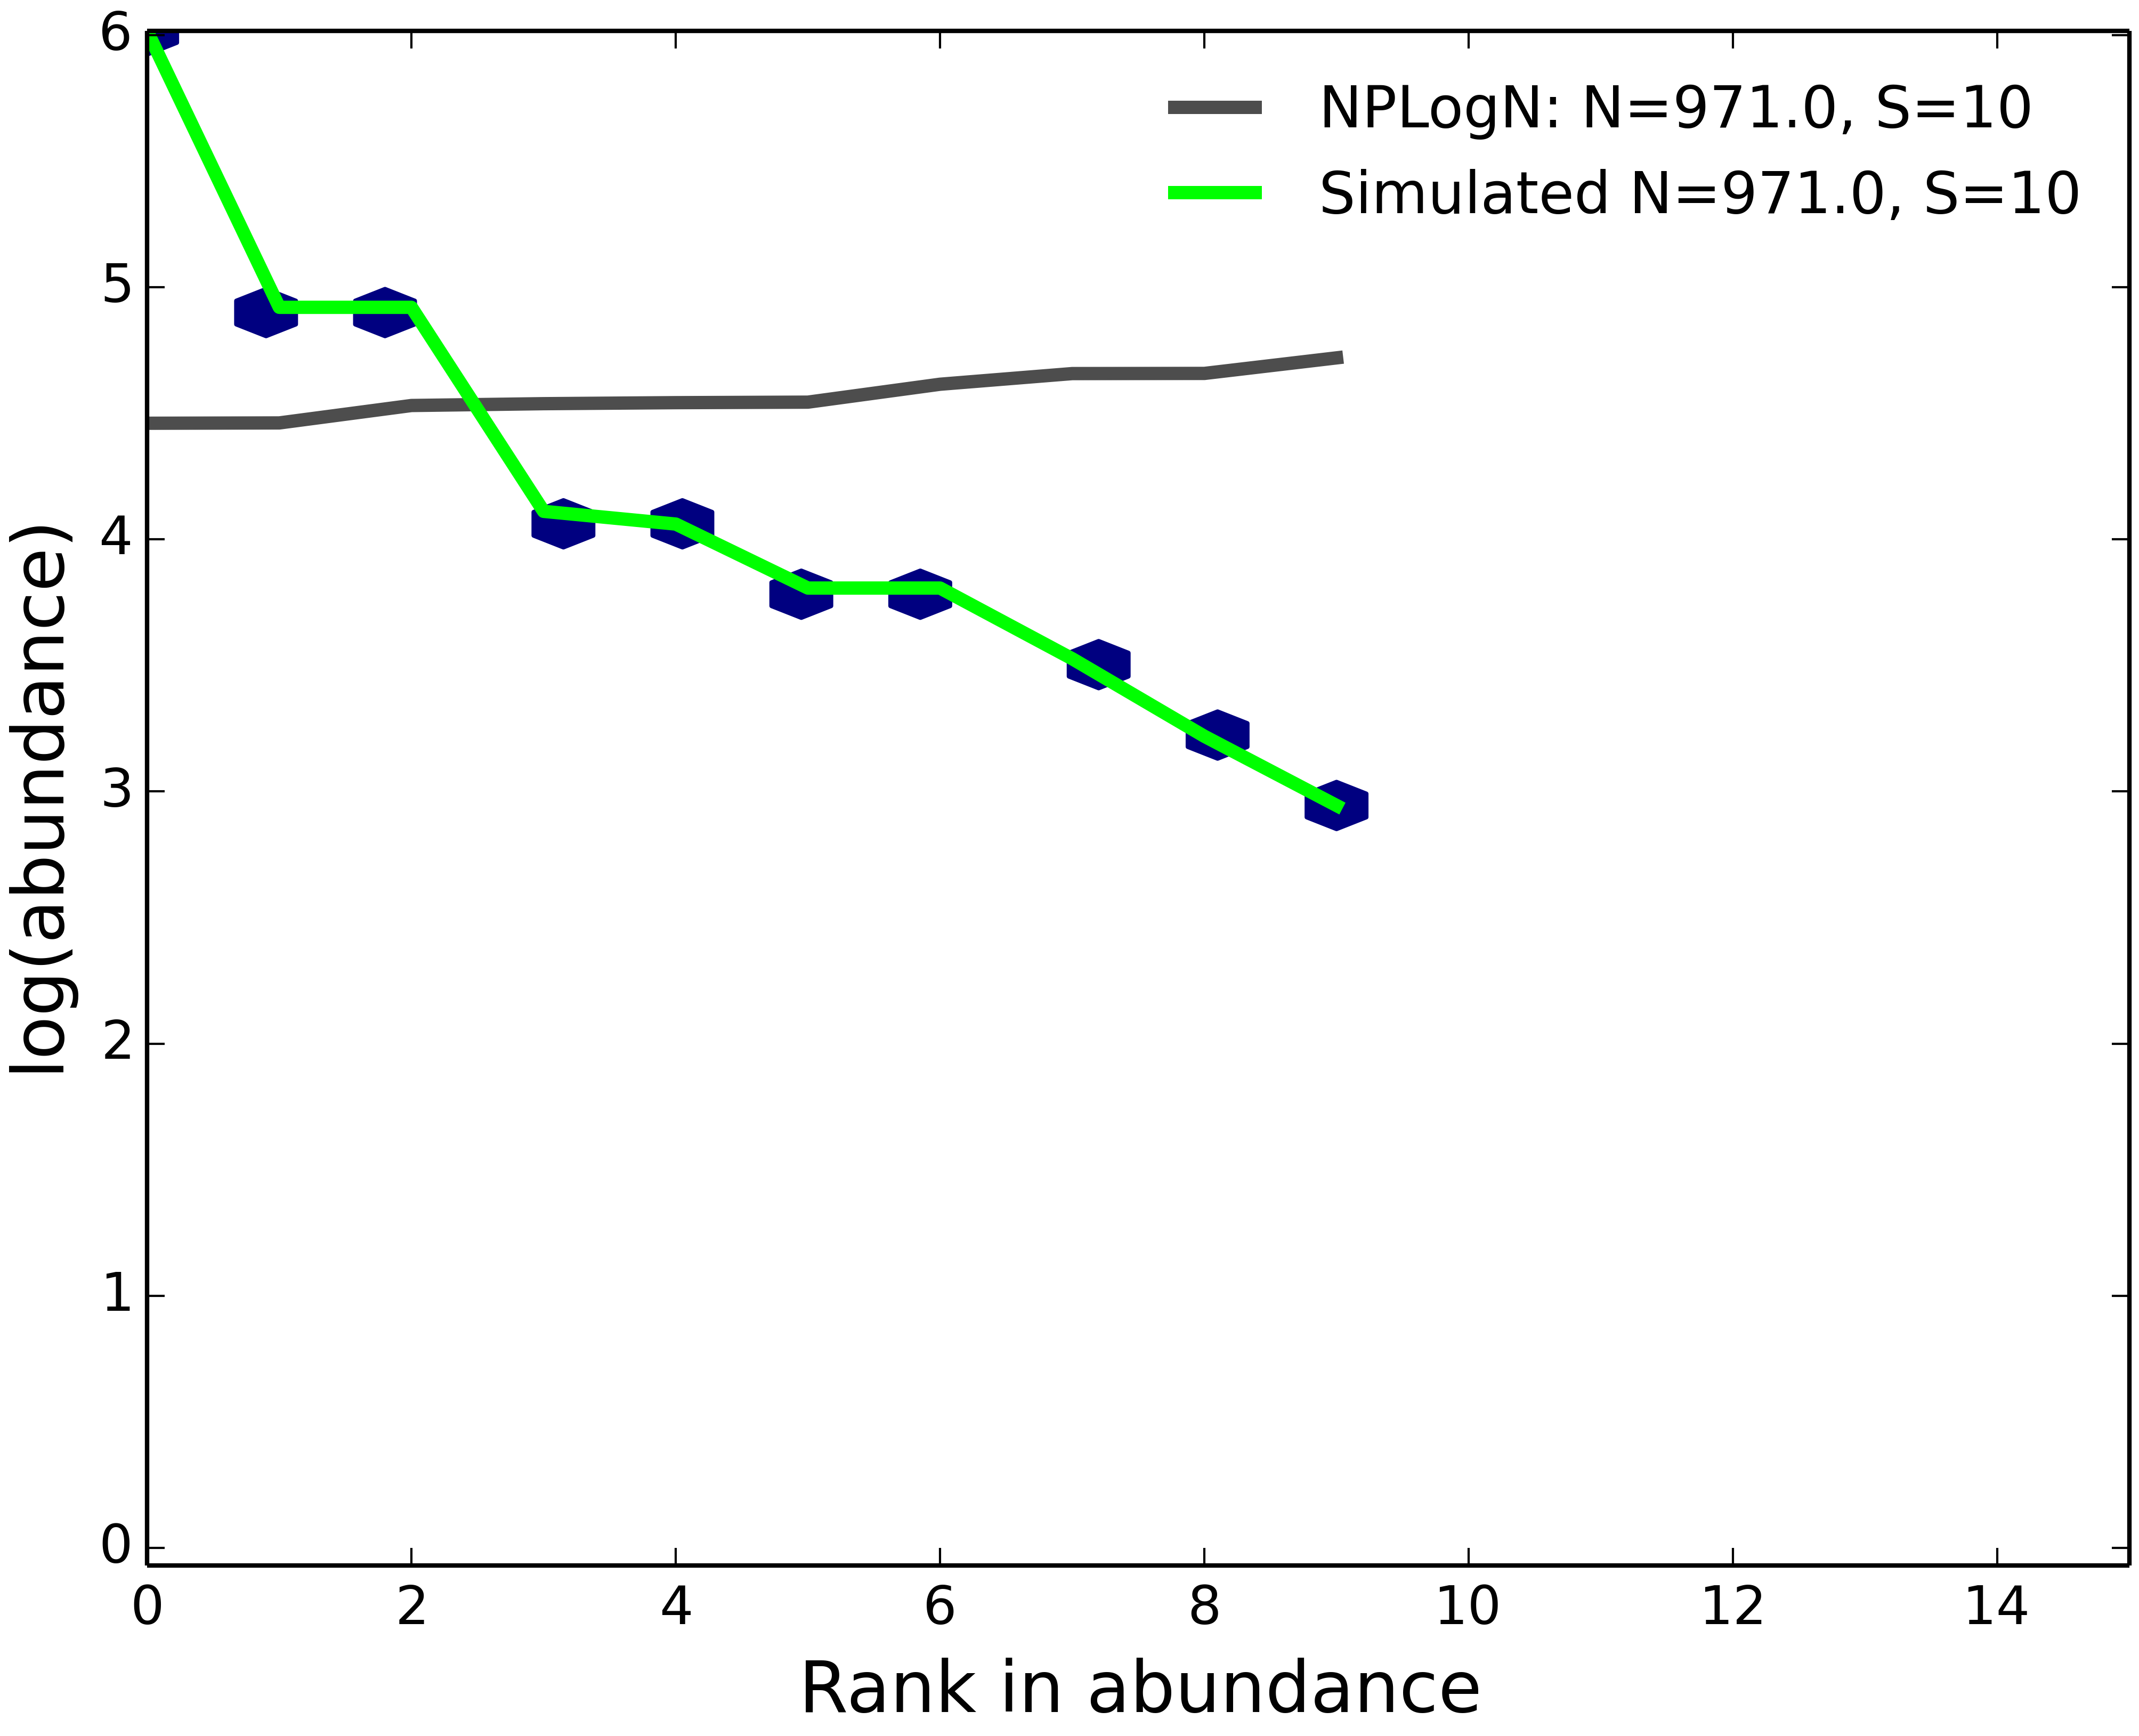 NPLogN: N=971.0, S=10
Simulated N=971.0, S=10
log(abundance)
6
5
4
3
2
1
0
0 2 4 6 8 10 12 14
Rank in abundance